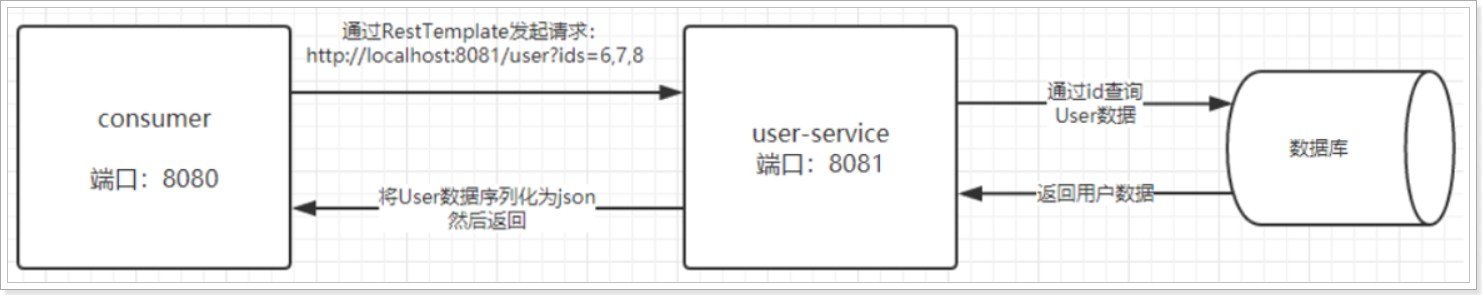 通过RestTemplate发起请求：
http://localhost:8081/user?ids=6,7,8
consumer
端口：8080
将User数据序列化为json
然后返回
user-service
端口：8081
通过id查询
User数据
返回用户数据
数据库